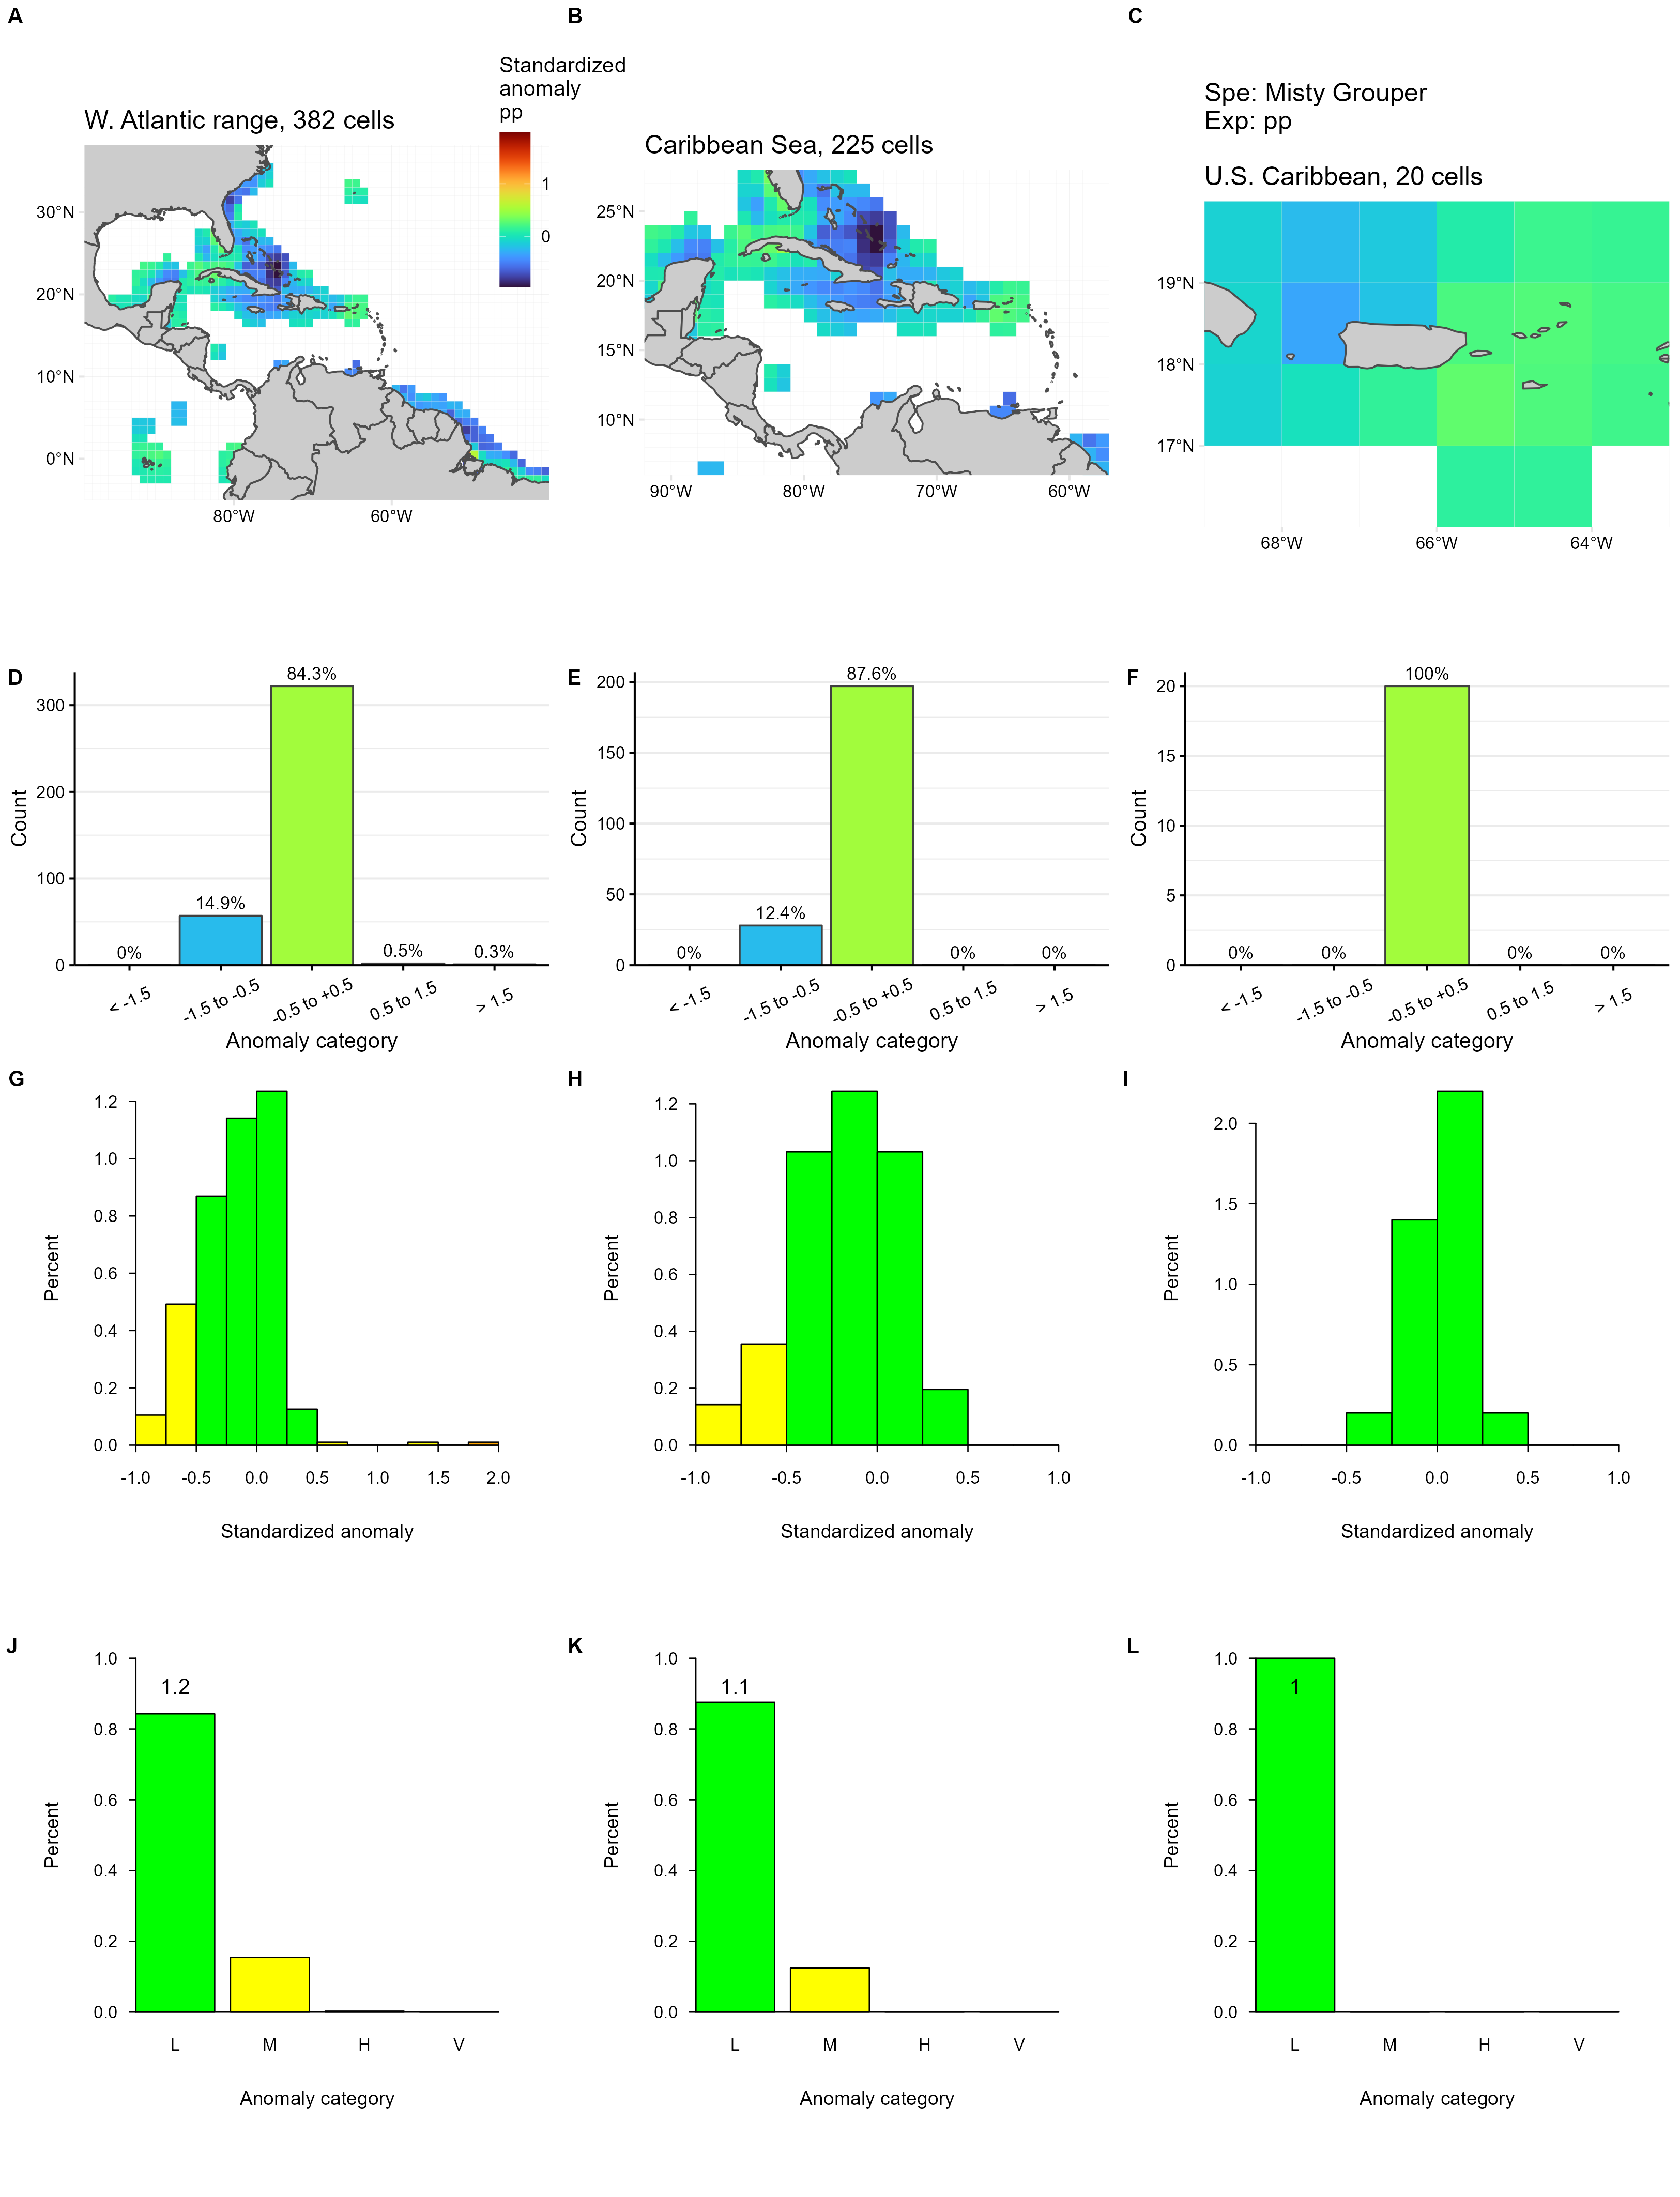 A
B
C
Standardized
anomaly
pp
1
0
W. Atlantic range, 382 cells
30°N
20°N
10°N
0°N
80°W
60°W
Caribbean Sea, 225 cells
25°N
20°N
15°N
10°N
90°W
80°W
70°W
60°W
Spe: Misty Grouper
Exp: pp
U.S. Caribbean, 20 cells
19°N
18°N
17°N
68°W
66°W
64°W
D
Count
300
200
100
0
0%
14.9%
84.3%
0.5%
0.3%
< -1.5
-1.5 to -0.5
-0.5 to +0.5
0.5 to 1.5
> 1.5
Anomaly category
E
Count
200
150
100
50
0
0%
12.4%
87.6%
0%
0%
< -1.5
-1.5 to -0.5
-0.5 to +0.5
0.5 to 1.5
> 1.5
Anomaly category
F
Count
20
15
10
5
0
0%
0%
100%
0%
0%
< -1.5
-1.5 to -0.5
-0.5 to +0.5
0.5 to 1.5
> 1.5
Anomaly category
G
Percent
1.2
1.0
0.8
0.6
0.4
0.2
0.0
-1.0
-0.5
0.0
0.5
1.0
1.5
2.0
Standardized anomaly
H
Percent
1.2
1.0
0.8
0.6
0.4
0.2
0.0
-1.0
-0.5
0.0
0.5
1.0
Standardized anomaly
I
Percent
2.0
1.5
1.0
0.5
0.0
-1.0
-0.5
0.0
0.5
1.0
Standardized anomaly
J
Percent
1.0
0.8
0.6
0.4
0.2
0.0
1.2
L
M
H
V
Anomaly category
K
Percent
1.0
0.8
0.6
0.4
0.2
0.0
1.1
L
M
H
V
Anomaly category
L
Percent
1.0
0.8
0.6
0.4
0.2
0.0
1
L
M
H
V
Anomaly category